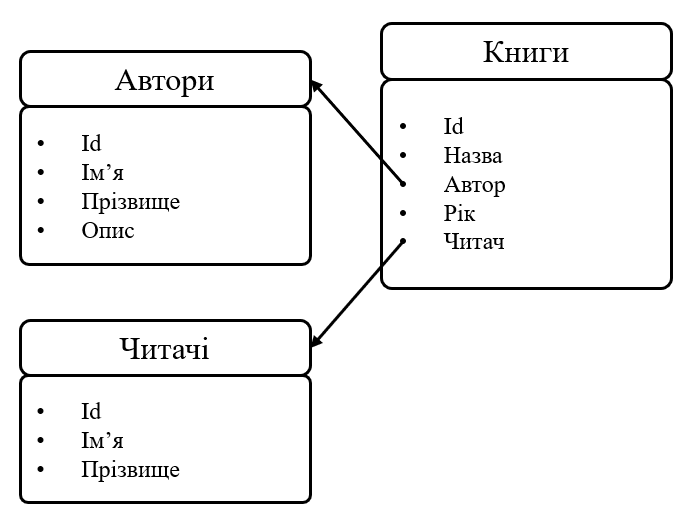 Автори
• Id
• Ім’я
• Прізвище
• Опис
Книги
• Id
• Назва
• Автор
• Рік
• Читач
Читачі
• Id
• Ім’я
• Прізвище